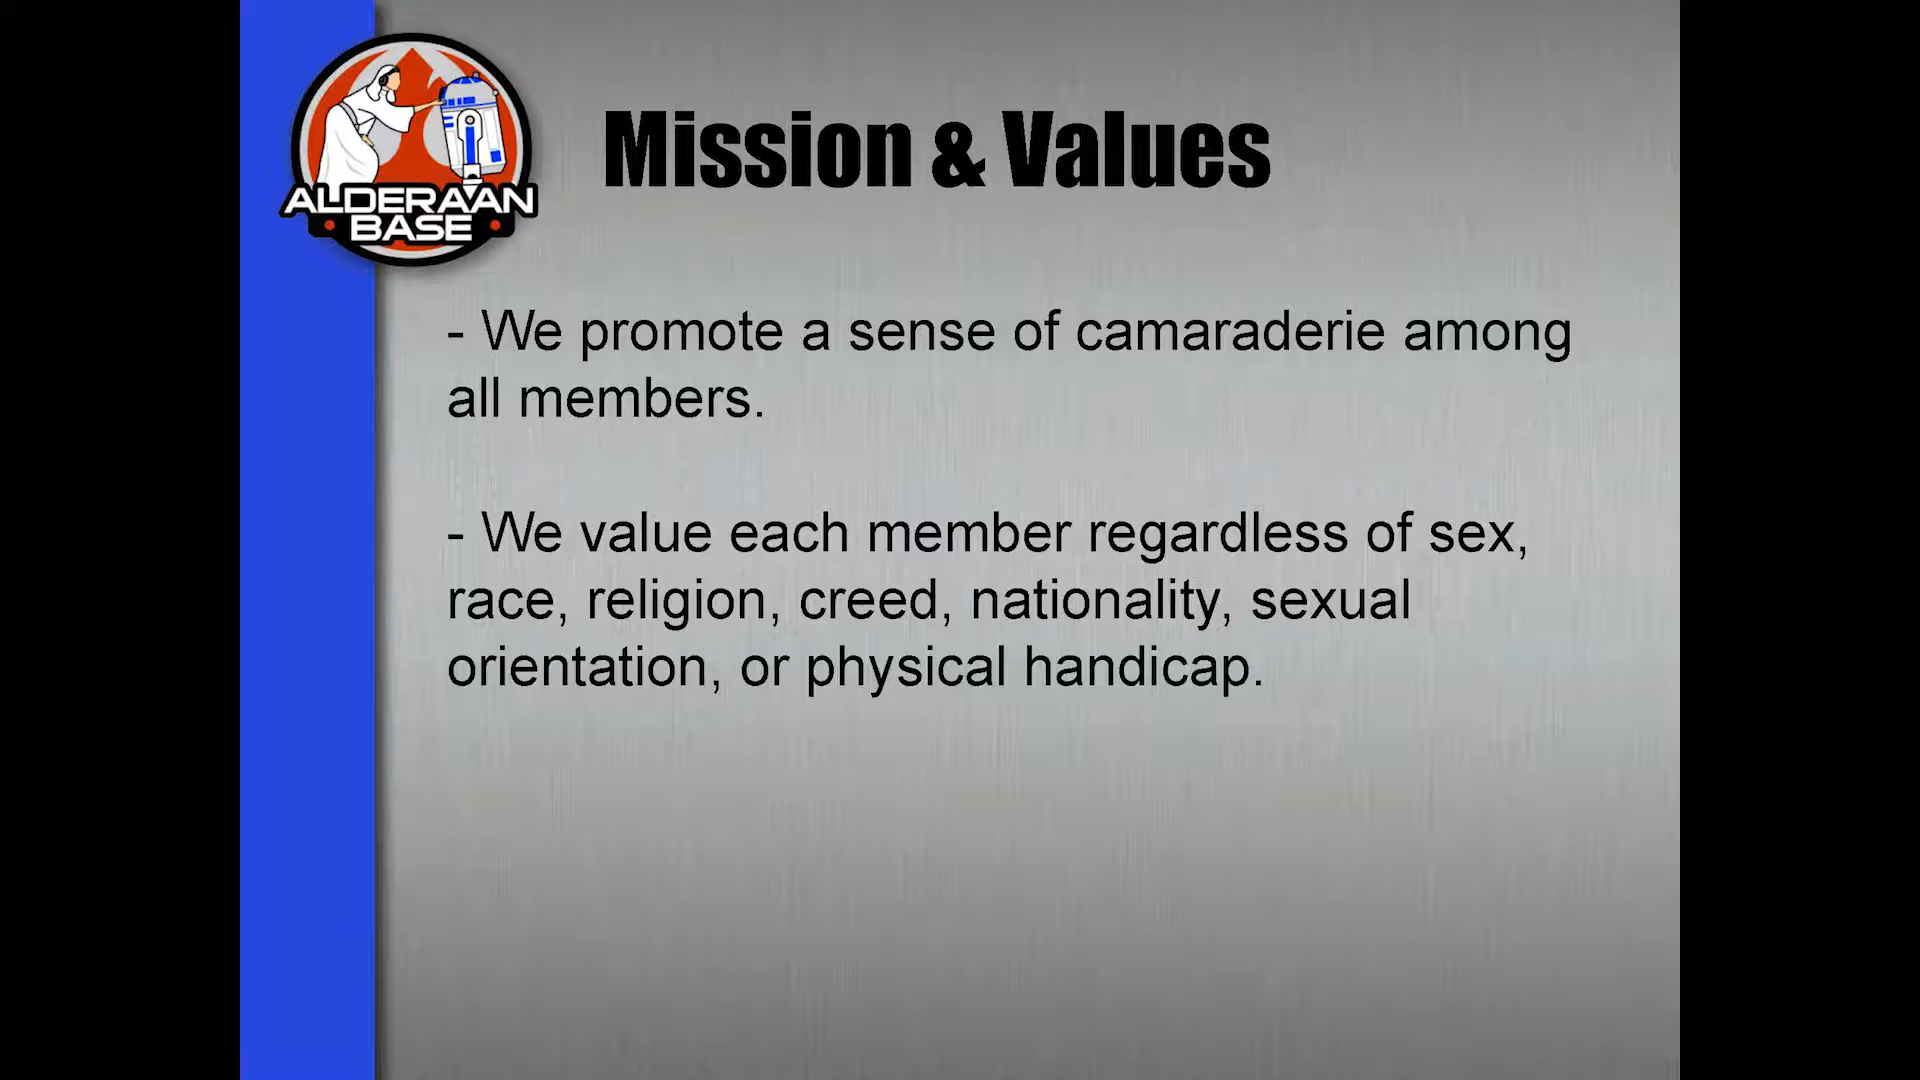 ALDERAAN
BASE
Mission & Values
- We promote a sense of camaraderie among
all members.
- We value each member regardless of sex,
race, religion, creed, nationality, sexual
orientation, or physical handicap.